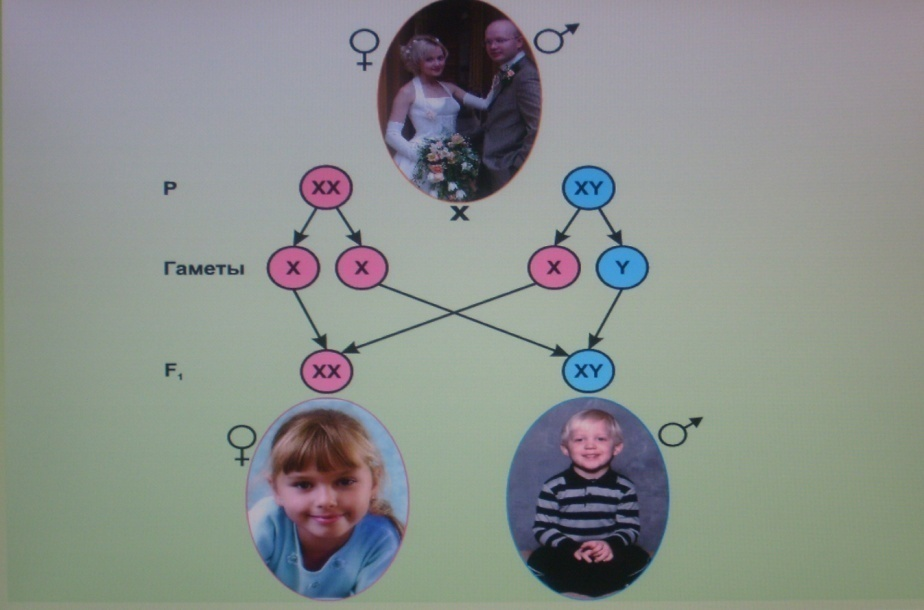 ♀ ♂
P XX XY
X
Гаметы X X X Y
F₁ XX XY
♀ ♂